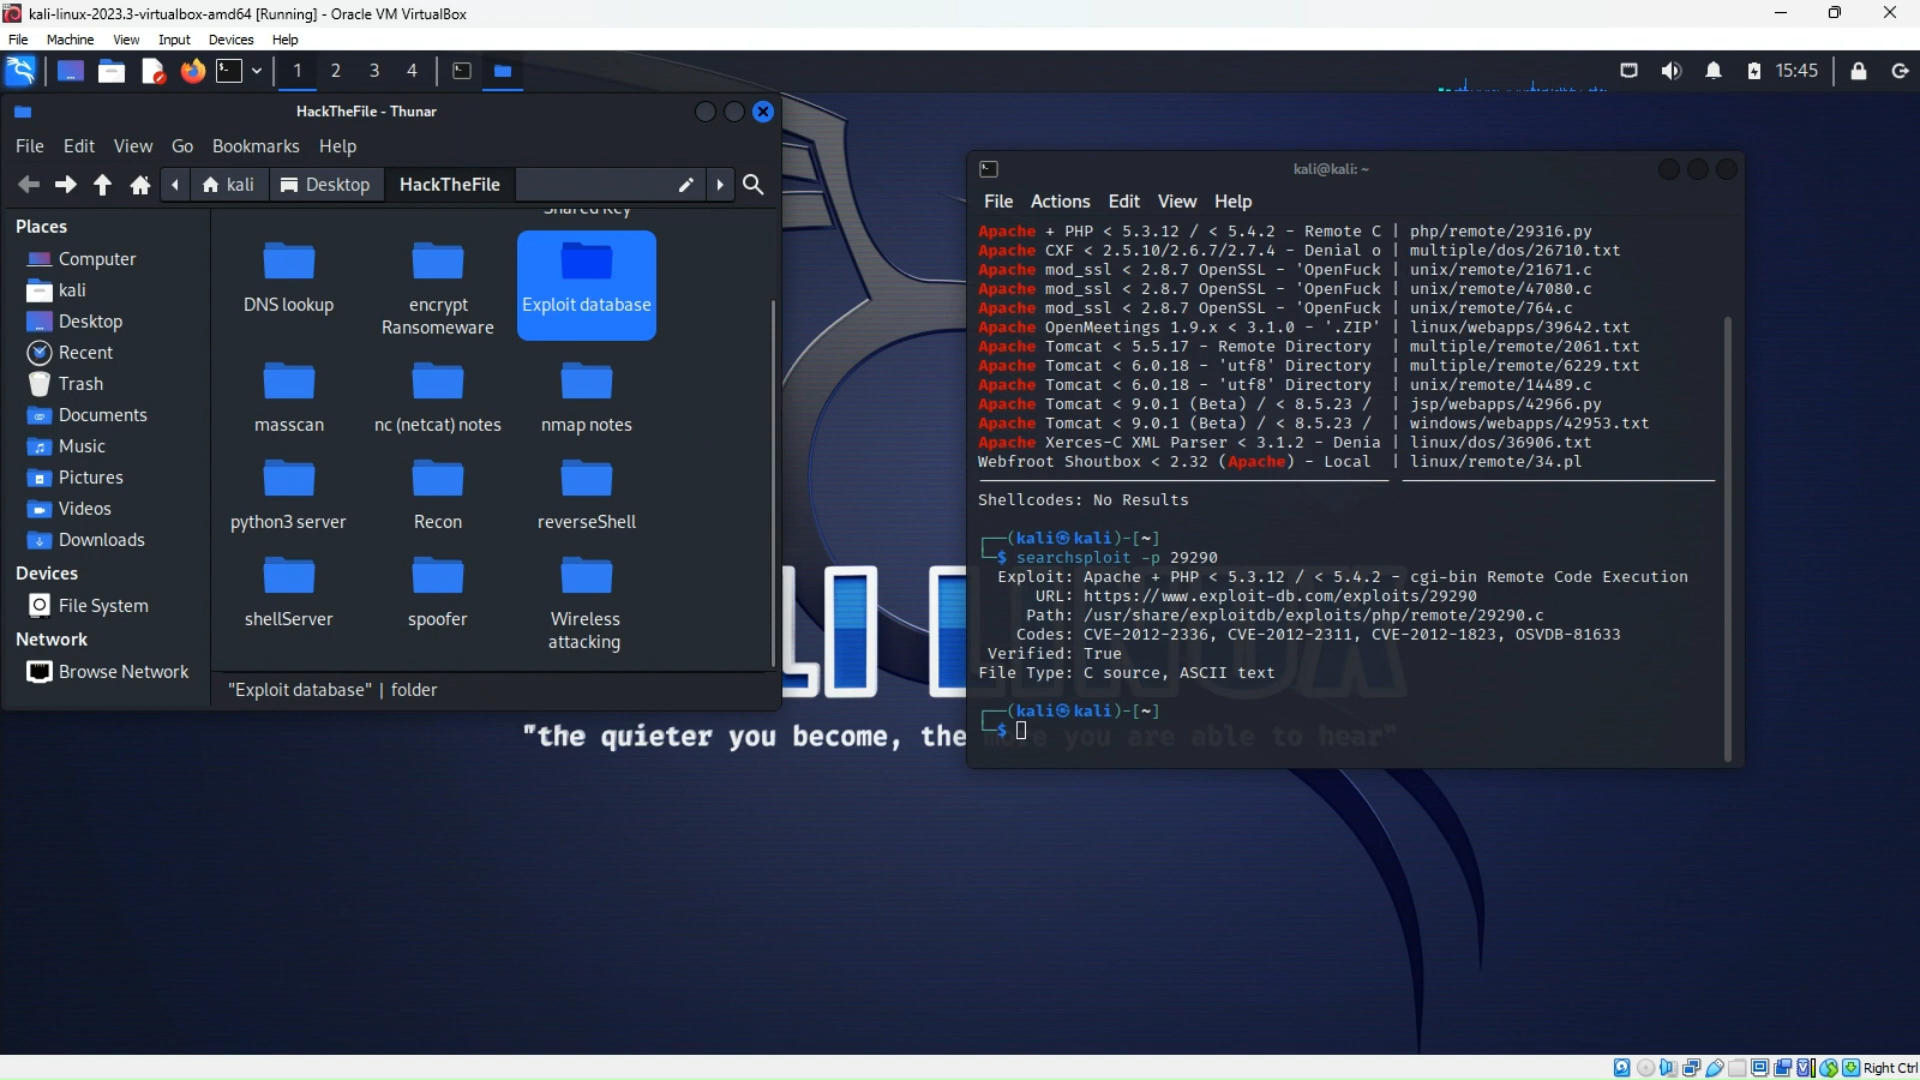 kali-linux-2023.3-virtualbox-amd64 [Running] - Oracle VM VirtualBox
File Machine View Input Devices Help
1 2 3 4 15:45
HackTheFile - Thunar
File Edit View Go Bookmarks Help
kali Desktop HackTheFile
Places
Computer
kali
Desktop
Recent
Trash
Documents
Music
Pictures
Videos
Downloads
Devices
File System
Network
Browse Network
Shared Key
DNS lookup
encrypt
Ransomeware
Exploit database
masscan
nc (netcat) notes
nmap notes
python3 server
Recon
reverseShell
shellServer
spoofer
Wireless
attacking
"Exploit database" | folder
kali@kali: ~
File Actions Edit View Help
Apache + PHP < 5.3.12 / < 5.4.2 - Remote C | php/remote/29316.py
Apache CXF < 2.5.10/2.6.7/2.7.4 - Denial o | multiple/dos/26710.txt
Apache mod_ssl < 2.8.7 OpenSSL - 'OpenFuck | unix/remote/21671.c
Apache mod_ssl < 2.8.7 OpenSSL - 'OpenFuck | unix/remote/47080.c
Apache mod_ssl < 2.8.7 OpenSSL - 'OpenFuck | unix/remote/764.c
Apache OpenMeetings 1.9.x < 3.1.0 - '.ZIP' | linux/webapps/39642.txt
Apache Tomcat < 5.5.17 - Remote Directory | multiple/remote/2061.txt
Apache Tomcat < 6.0.18 - 'utf8' Directory | multiple/remote/6229.txt
Apache Tomcat < 6.0.18 - 'utf8' Directory | unix/remote/14489.c
Apache Tomcat < 9.0.1 (Beta) / < 8.5.23 / | jsp/webapps/42966.py
Apache Tomcat < 9.0.1 (Beta) / < 8.5.23 / | windows/webapps/42953.txt
Apache Xerces-C XML Parser < 3.1.2 - Denia | linux/dos/36906.txt
Webfroot Shoutbox < 2.32 (Apache) - Local | linux/remote/34.pl
Shellcodes: No Results
┌──(kali㉿kali)-[~]
└─$ searchsploit -p 29290
Exploit: Apache + PHP < 5.3.12 / < 5.4.2 - cgi-bin Remote Code Execution
URL: https://www.exploit-db.com/exploits/29290
Path: /usr/share/exploitdb/exploits/php/remote/29290.c
Codes: CVE-2012-2336, CVE-2012-2311, CVE-2012-1823, OSVDB-81633
Verified: True
File Type: C source, ASCII text
┌──(kali㉿kali)-[~]
└─$
LI LINUX
"the quieter you become, the more you are able to hear"
Right Ctrl